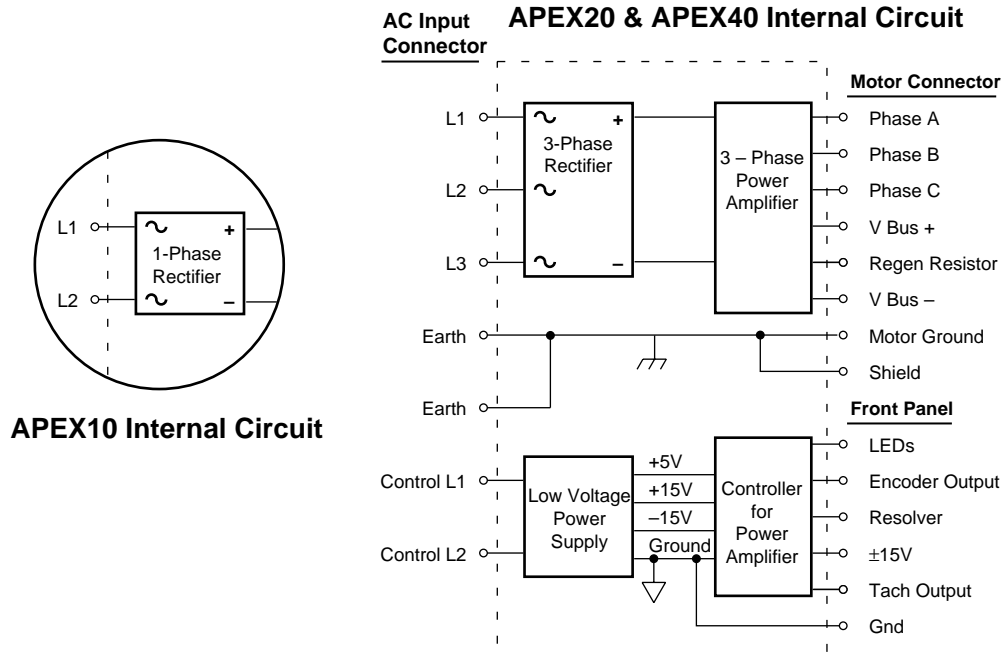 AC Input
Connector
APEX20 & APEX40 Internal Circuit
L1
L2
L3
Earth
Earth
Control L1
Control L2
+
3-Phase
Rectifier
–
3 – Phase
Power
Amplifier
Motor Connector
Phase A
Phase B
Phase C
V Bus +
Regen Resistor
V Bus –
Motor Ground
Shield
Front Panel
LEDs
Encoder Output
Resolver
±15V
Tach Output
Gnd
Low Voltage
Power
Supply
+5V
+15V
–15V
Ground
Controller
for
Power
Amplifier
L1
L2
+
1-Phase
Rectifier
–
APEX10 Internal Circuit